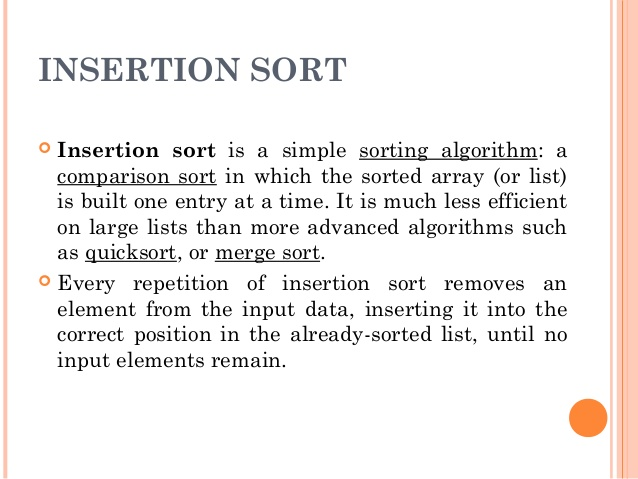 INSERTION SORT
Insertion sort is a simple sorting algorithm: a
comparison sort in which the sorted array (or list)
is built one entry at a time. It is much less efficient
on large lists than more advanced algorithms such
as quicksort, or merge sort.
Every repetition of insertion sort removes an
element from the input data, inserting it into the
correct position in the already-sorted list, until no
input elements remain.